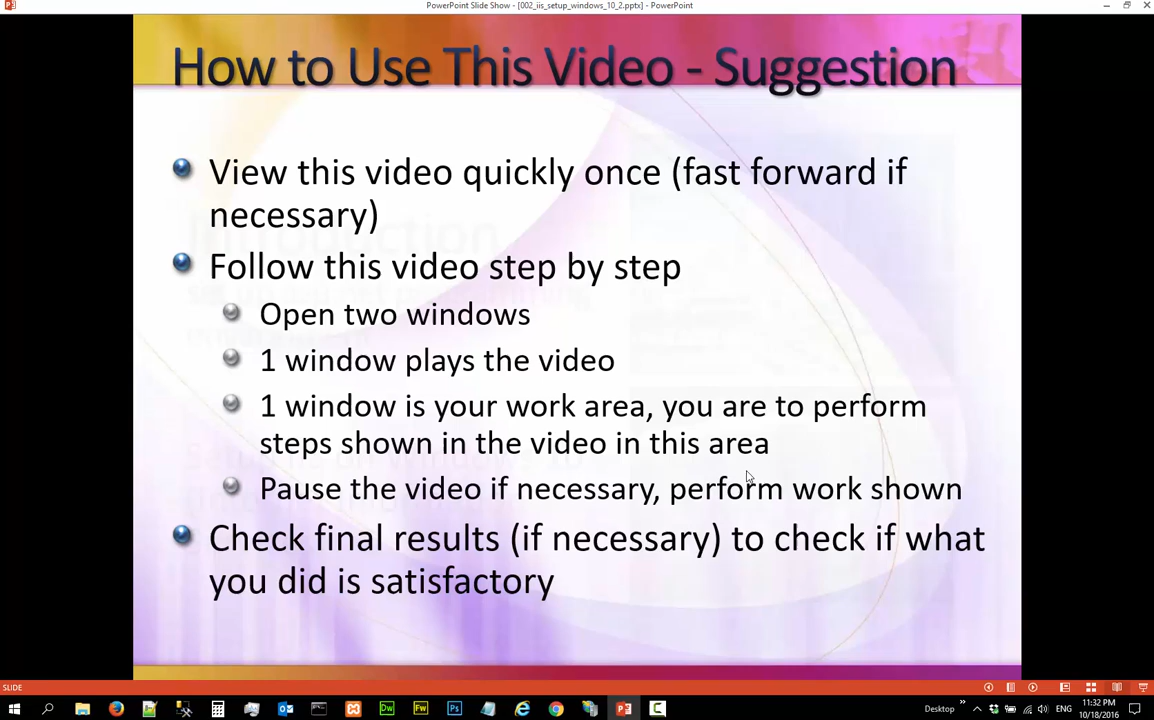 PowerPoint Slide Show - [002_iis_setup_windows_10_2.pptx] - PowerPoint
How to Use This Video - Suggestion
View this video quickly once (fast forward if
necessary)
Follow this video step by step
Open two windows
1 window plays the video
1 window is your work area, you are to perform
steps shown in the video in this area
Pause the video if necessary, perform work shown
Check final results (if necessary) to check if what
you did is satisfactory
SLIDE
Dw
Fw
Ps
Desktop
ENG
11:32 PM
10/18/2016